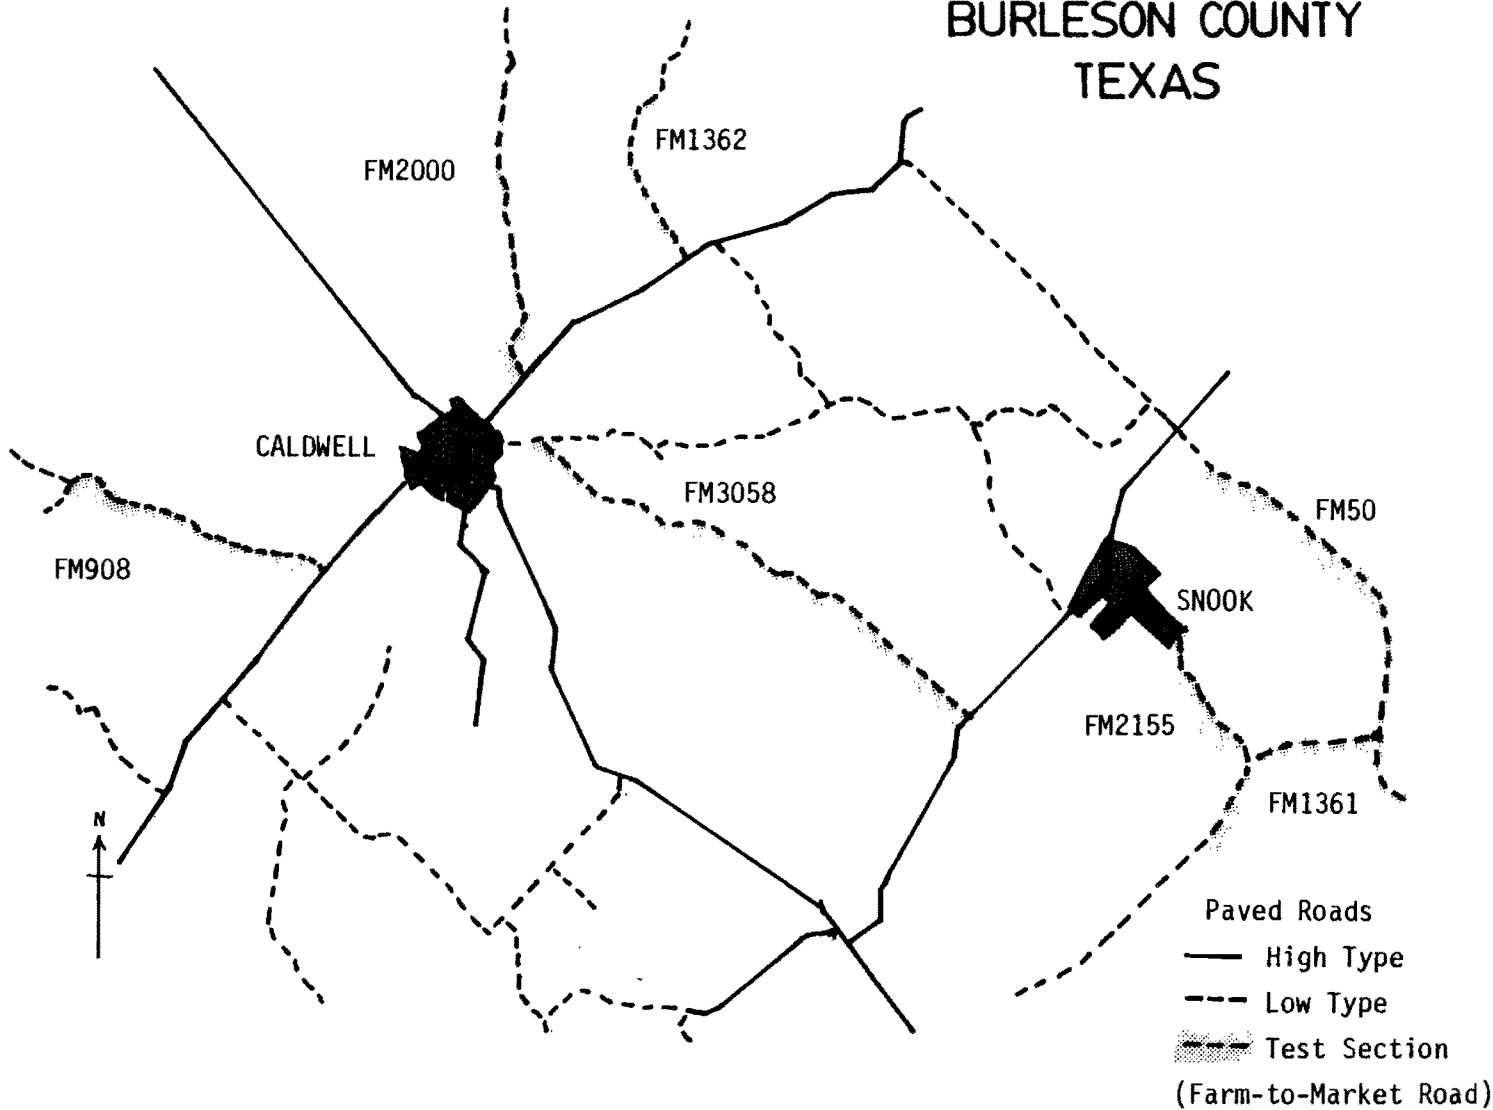 BURLESON COUNTY
TEXAS
FM1362
FM2000
CALDWELL
FM3058
FM50
FM908
SNOOK
FM2155
FM1361
N
Paved Roads
High Type
Low Type
Test Section
(Farm-to-Market Road)